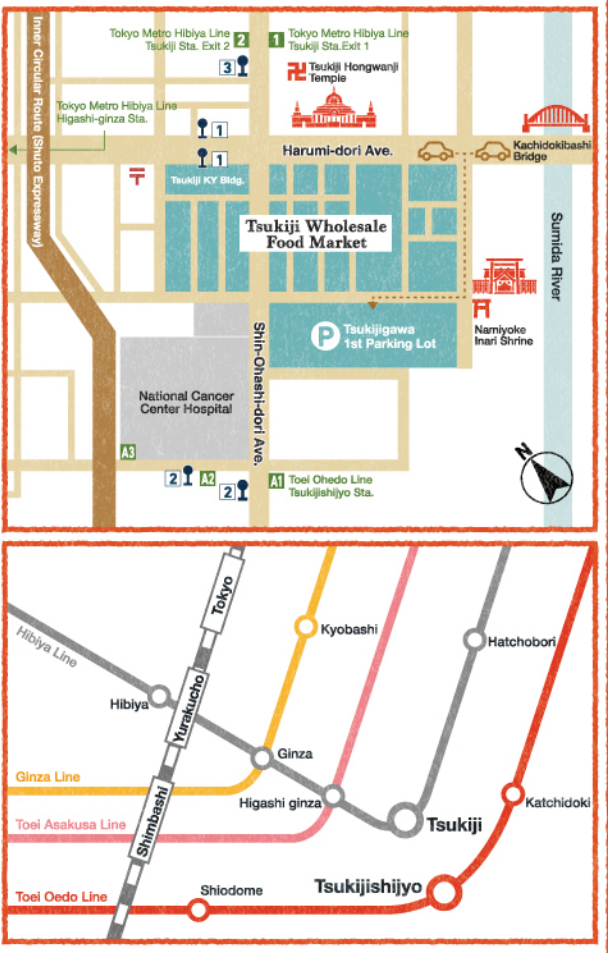 Tokyo Metro Hibiya Line
Tsukiji Sta. Exit 2
2
1
Tokyo Metro Hibiya Line
Tsukiji Sta.Exit 1
3
Tsukiji Hongwanji
Temple
Inner Circular Route (Shuto Expressway)
Tokyo Metro Hibiya Line
Higashi-ginza Sta.
1
1
Harumi-dori Ave.
Kachidokibashi
Bridge
〒
Tsukiji KY Bldg.
Tsukiji Wholesale
Food Market
Sumida River
P
Tsukijigawa
1st Parking Lot
Namiyoke
Inari Shrine
Shin-Ohashi-dori Ave.
National Cancer
Center Hospital
A3
N
2
A2
2
A1
Toei Ohedo Line
Tsukijishijyo Sta.
Tokyo
Kyobashi
Hibiya Line
Hatchobori
Hibiya
Yurakucho
Ginza
Ginza Line
Higashi ginza
Katchidoki
Toei Asakusa Line
Shimbashi
Tsukiji
Tsukijishijyo
Toei Oedo Line
Shiodome